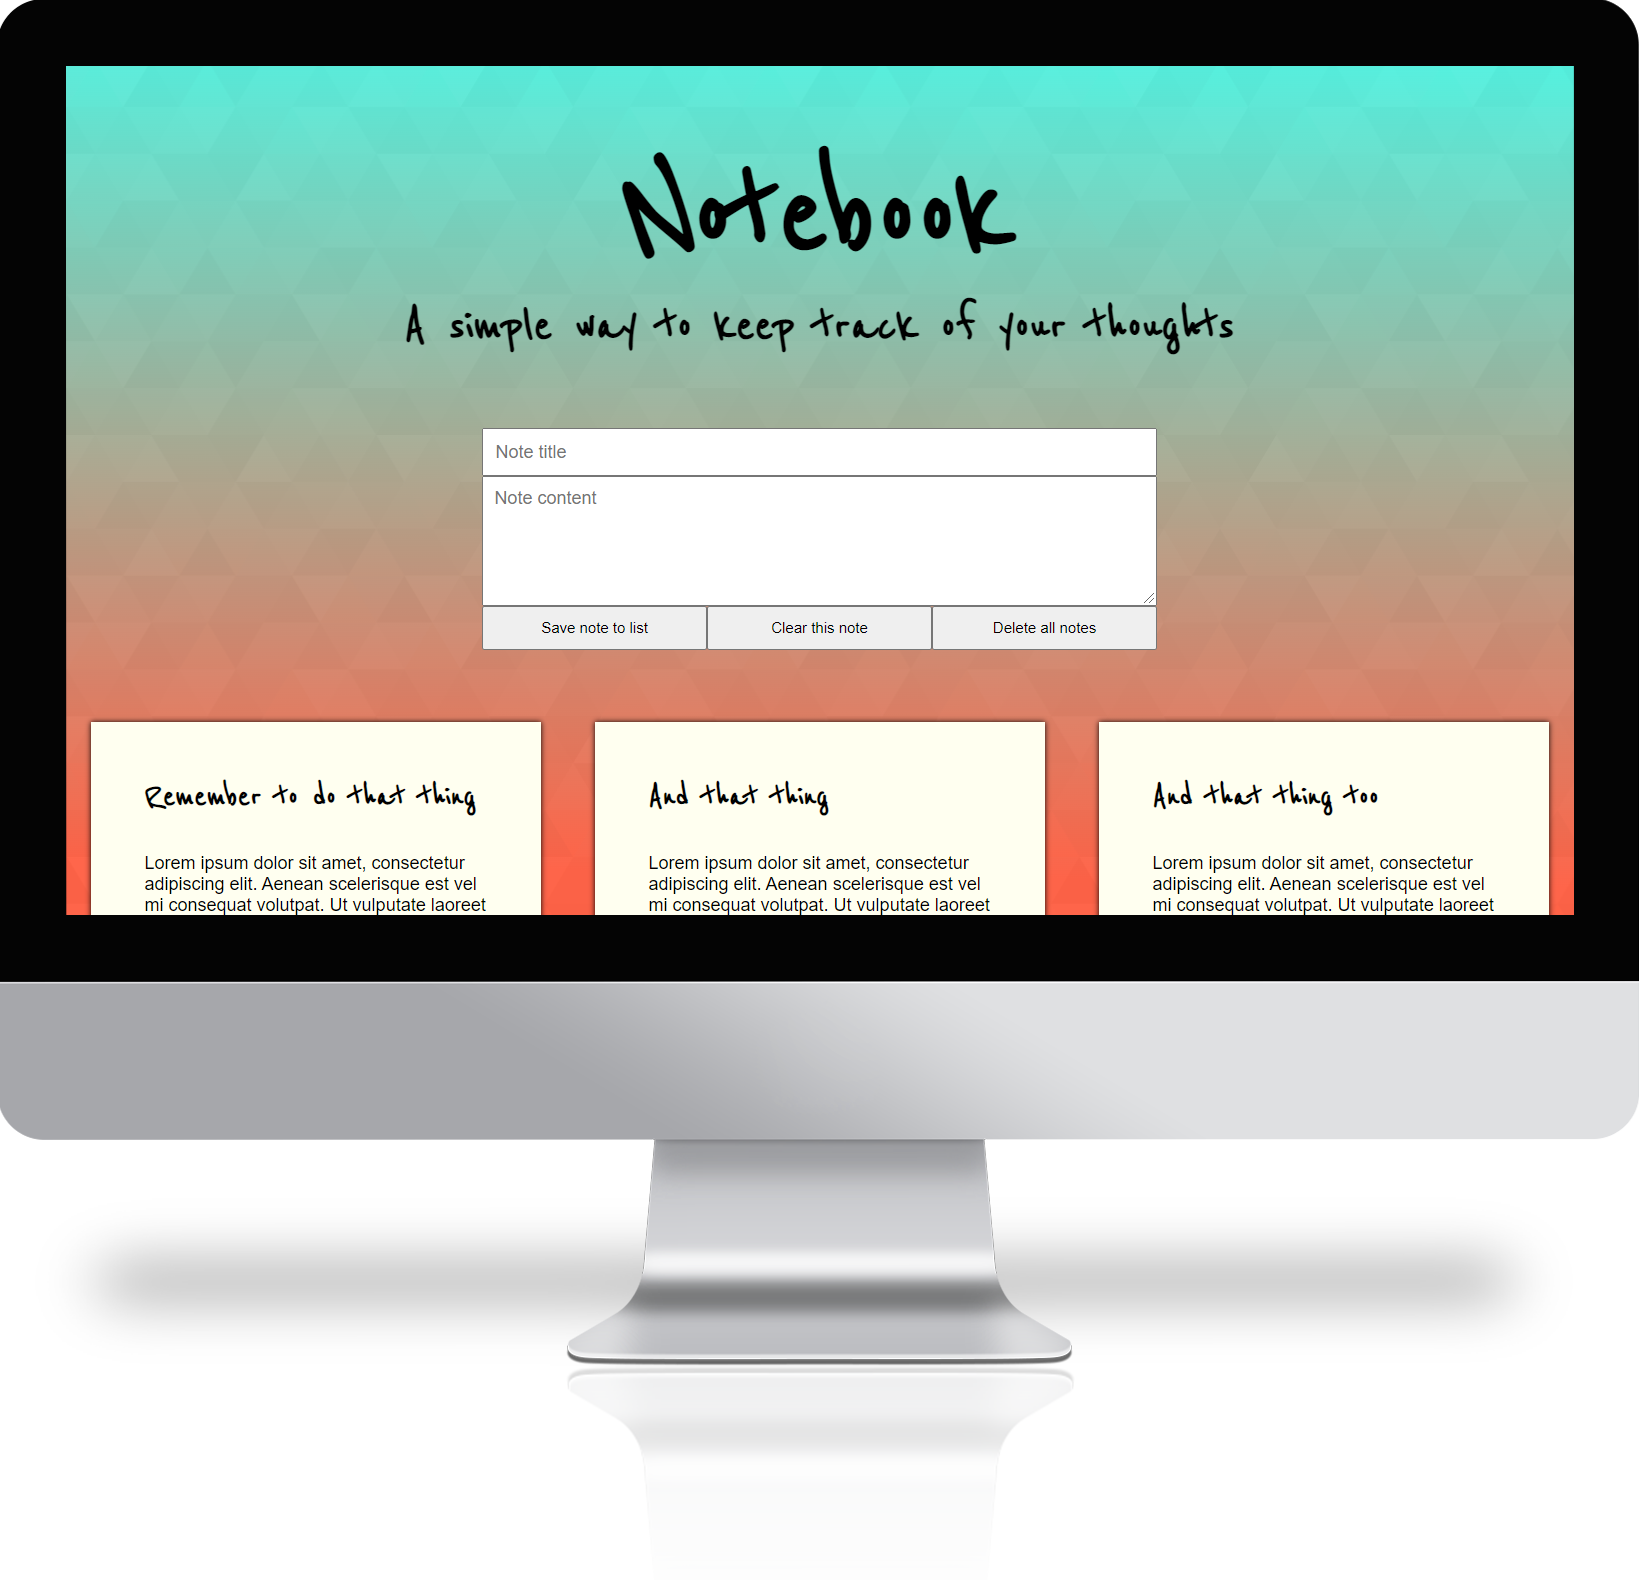 Notebook
A simple way to keep track of your thoughts
Note title
Note content
Save note to list
Clear this note
Delete all notes
Remember to do that thing
Lorem ipsum dolor sit amet, consectetur
adipiscing elit. Aenean scelerisque est vel
mi consequat volutpat. Ut vulputate laoreet
And that thing
Lorem ipsum dolor sit amet, consectetur
adipiscing elit. Aenean scelerisque est vel
mi consequat volutpat. Ut vulputate laoreet
And that thing too
Lorem ipsum dolor sit amet, consectetur
adipiscing elit. Aenean scelerisque est vel
mi consequat volutpat. Ut vulputate laoreet